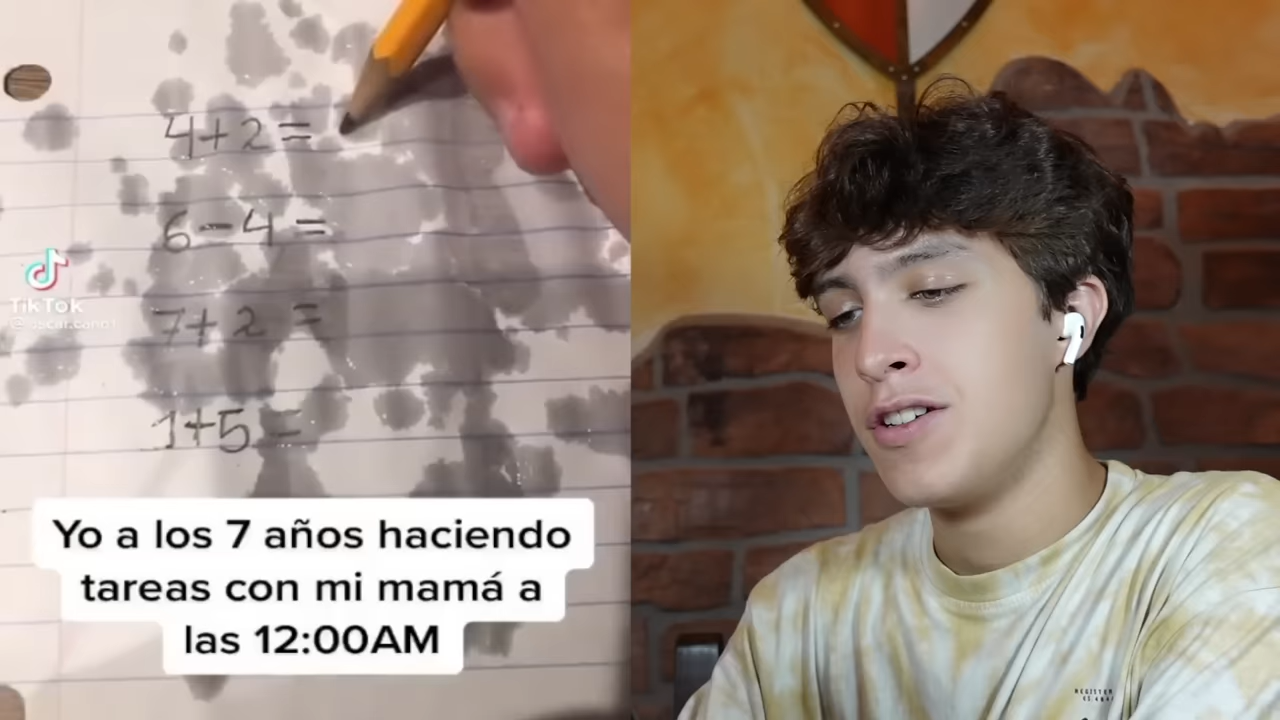 4+2=
6-4=
7+2=
1+5=
TikTok
Yo a los 7 años haciendo
tareas con mi mamá a
las 12:00AM
REGISTER